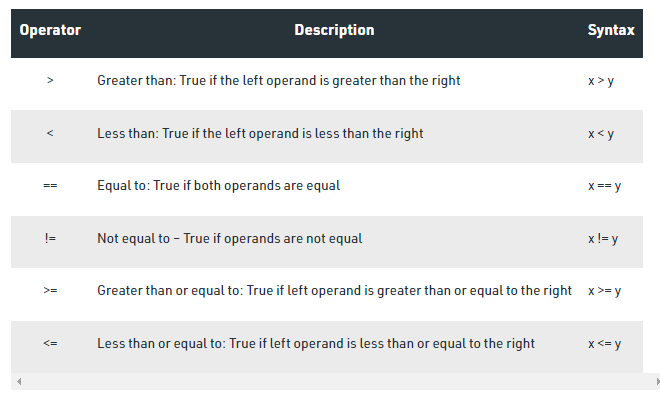 Operator Description Syntax
> Greater than: True if the left operand is greater than the right x > y
< Less than: True if the left operand is less than the right x < y
== Equal to: True if both operands are equal x == y
!= Not equal to – True if operands are not equal x != y
>= Greater than or equal to: True if left operand is greater than or equal to the right x >= y
<= Less than or equal to: True if left operand is less than or equal to the right x <= y